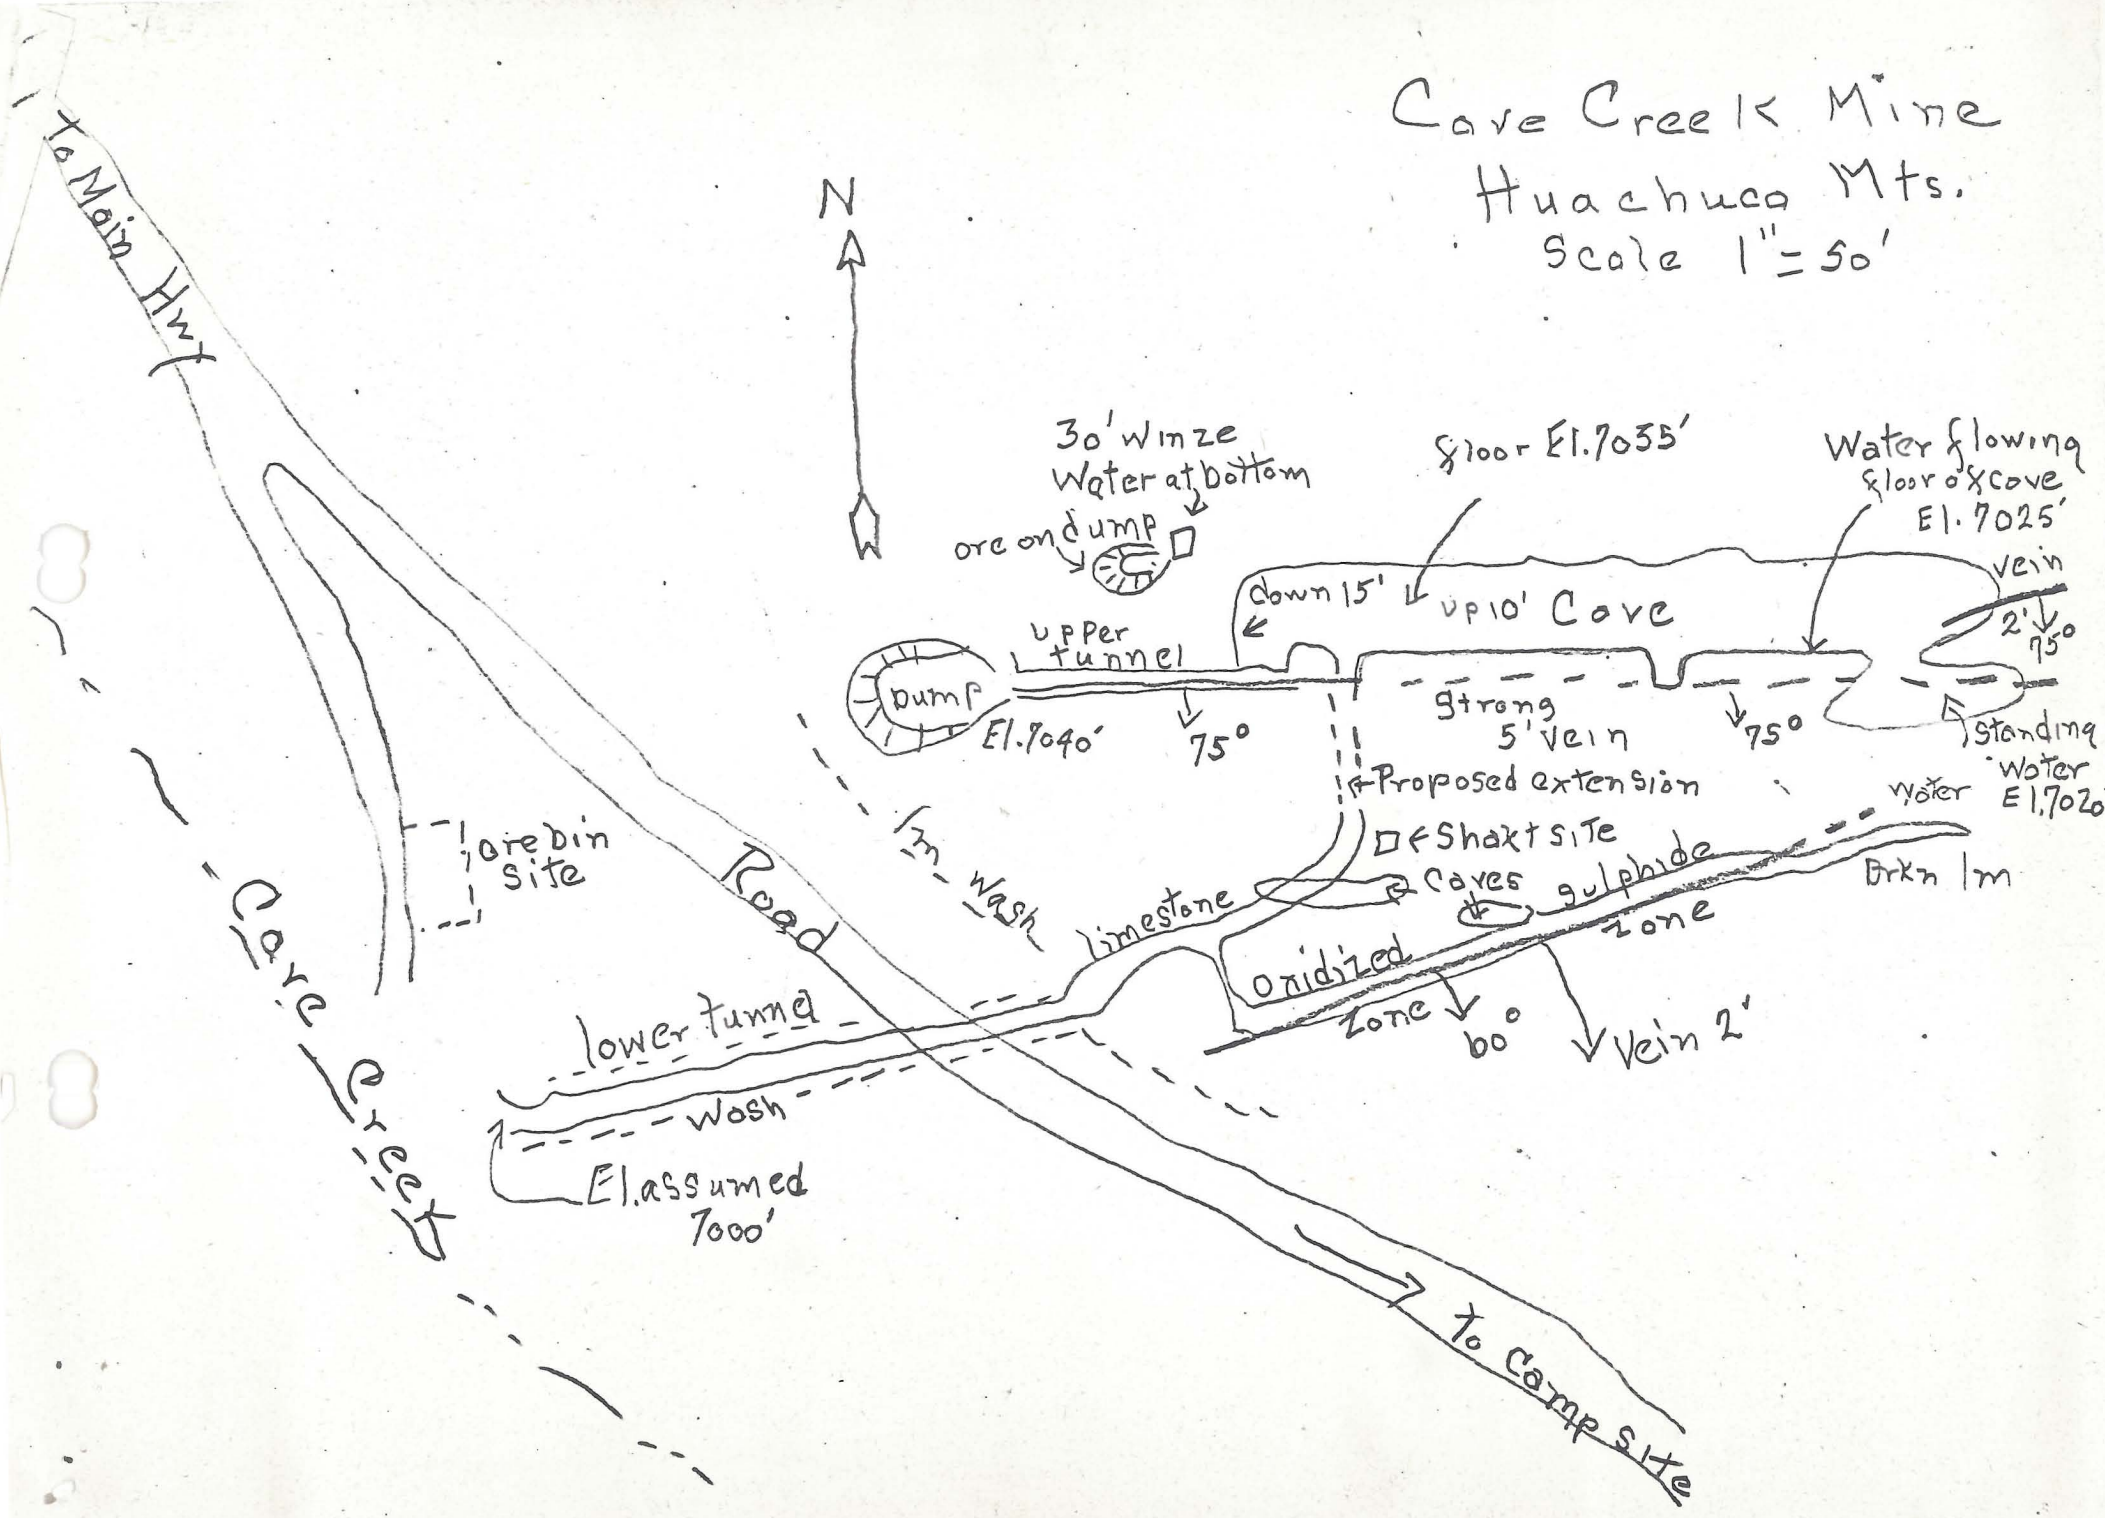 Cave Creek Mine
Huachuca Mts.
Scale 1"=50'
To Main Hwy
N
30' Winze
Water at bottom
ore on dump
floor El.7035'
Water flowing
floor of cove
El.7025'
vein
2'
75°
down 15'
up 10' Cave
upper
tunnel
Dump
El.7040'
75°
Strong
5' vein
75°
Standing
Water
El.7020
Proposed extension
Shaft site
Caves
sulphide
zone
Water
Brkn lm
ore bin
site
Road
Wash
limestone
oxidized
zone
60°
Vein 2'
lower tunnel
Wash
El. assumed
7000'
Cave Creek
To Camp site